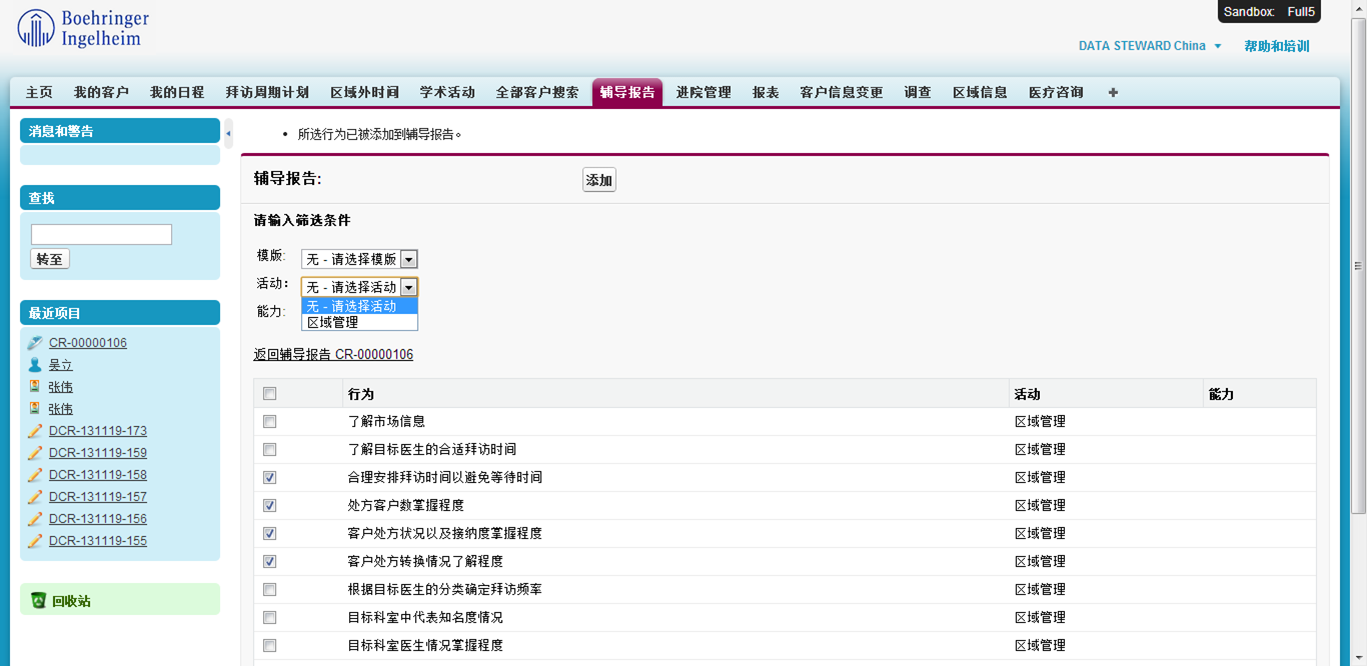 Boehringer
Ingelheim
Sandbox: Full5
DATA STEWARD China 帮助和培训
主页 我的客户 我的日程 拜访周期计划 区域外时间 学术活动 全部客户搜索 辅导报告 进院管理 报表 客户信息变更 调查 区域信息 医疗咨询 +
消息和警告
• 所选行为已被添加到辅导报告。
辅导报告: 添加
查找
请输入筛选条件
转至
模版: 无 - 请选择模版
活动: 无 - 请选择活动
无 - 请选择活动
能力:
区域管理
最近项目
CR-00000106
吴立
张伟
张伟
DCR-131119-173
DCR-131119-159
DCR-131119-158
DCR-131119-157
DCR-131119-156
DCR-131119-155
回收站
返回辅导报告 CR-00000106
行为 活动 能力
了解市场信息 区域管理
了解目标医生的合适拜访时间 区域管理
合理安排拜访时间以避免等待时间 区域管理
处方客户数掌握程度 区域管理
客户处方状况以及接纳度掌握程度 区域管理
客户处方转换情况了解程度 区域管理
根据目标医生的分类确定拜访频率 区域管理
目标科室中代表知名度情况 区域管理
目标科室医生情况掌握程度 区域管理